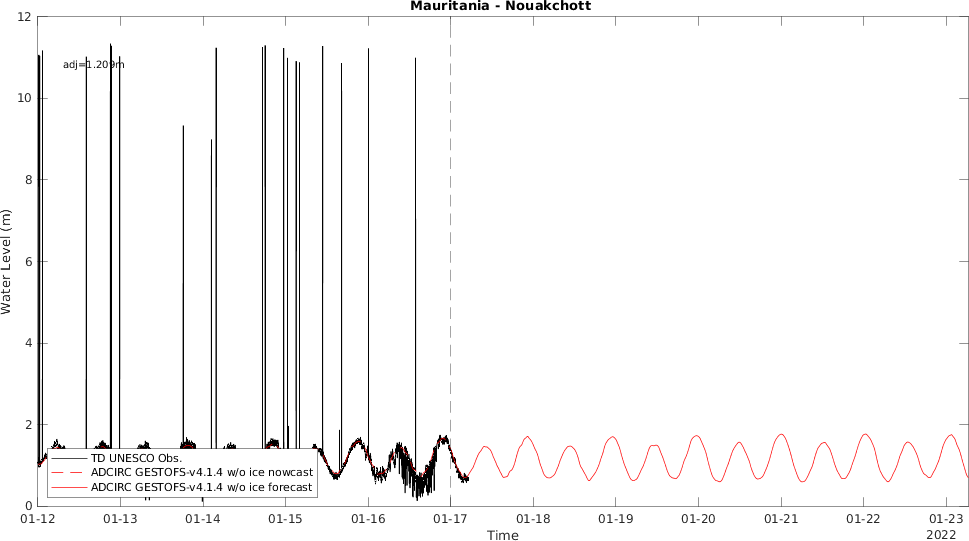 Mauritania - Nouakchott
12
adj=1.209m
10
8
6
4
2
0
Water Level (m)
TD UNESCO Obs.
ADCIRC GESTOFS-v4.1.4 w/o ice nowcast
ADCIRC GESTOFS-v4.1.4 w/o ice forecast
01-12 01-13 01-14 01-15 01-16 01-17 01-18 01-19 01-20 01-21 01-22 01-23
Time
2022